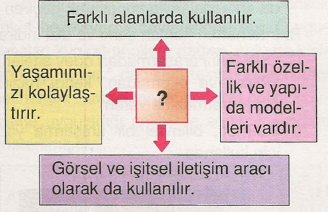 Farklı alanlarda kullanılır.
Yaşamımı-
zı kolaylaş-
tırır.
?
Farklı özel-
lik ve yapı-
da model-
leri vardır.
Görsel ve işitsel iletişim aracı
olarak da kullanılır.